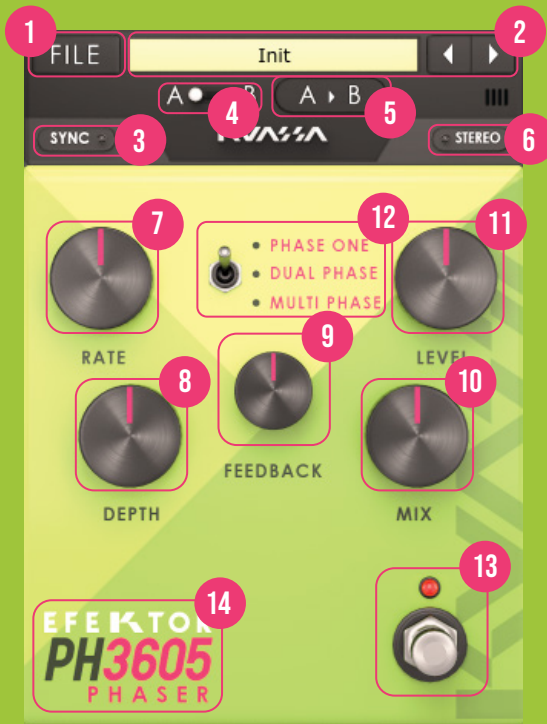 1 2
FILE Init
A B A B
4 5
SYNC 3 STEREO 6
7 12 11
PHASE ONE
DUAL PHASE
MULTI PHASE
RATE 9 LEVEL
8 10
FEEDBACK
DEPTH MIX
13
14
EFEKTOR
PH3605
PHASER